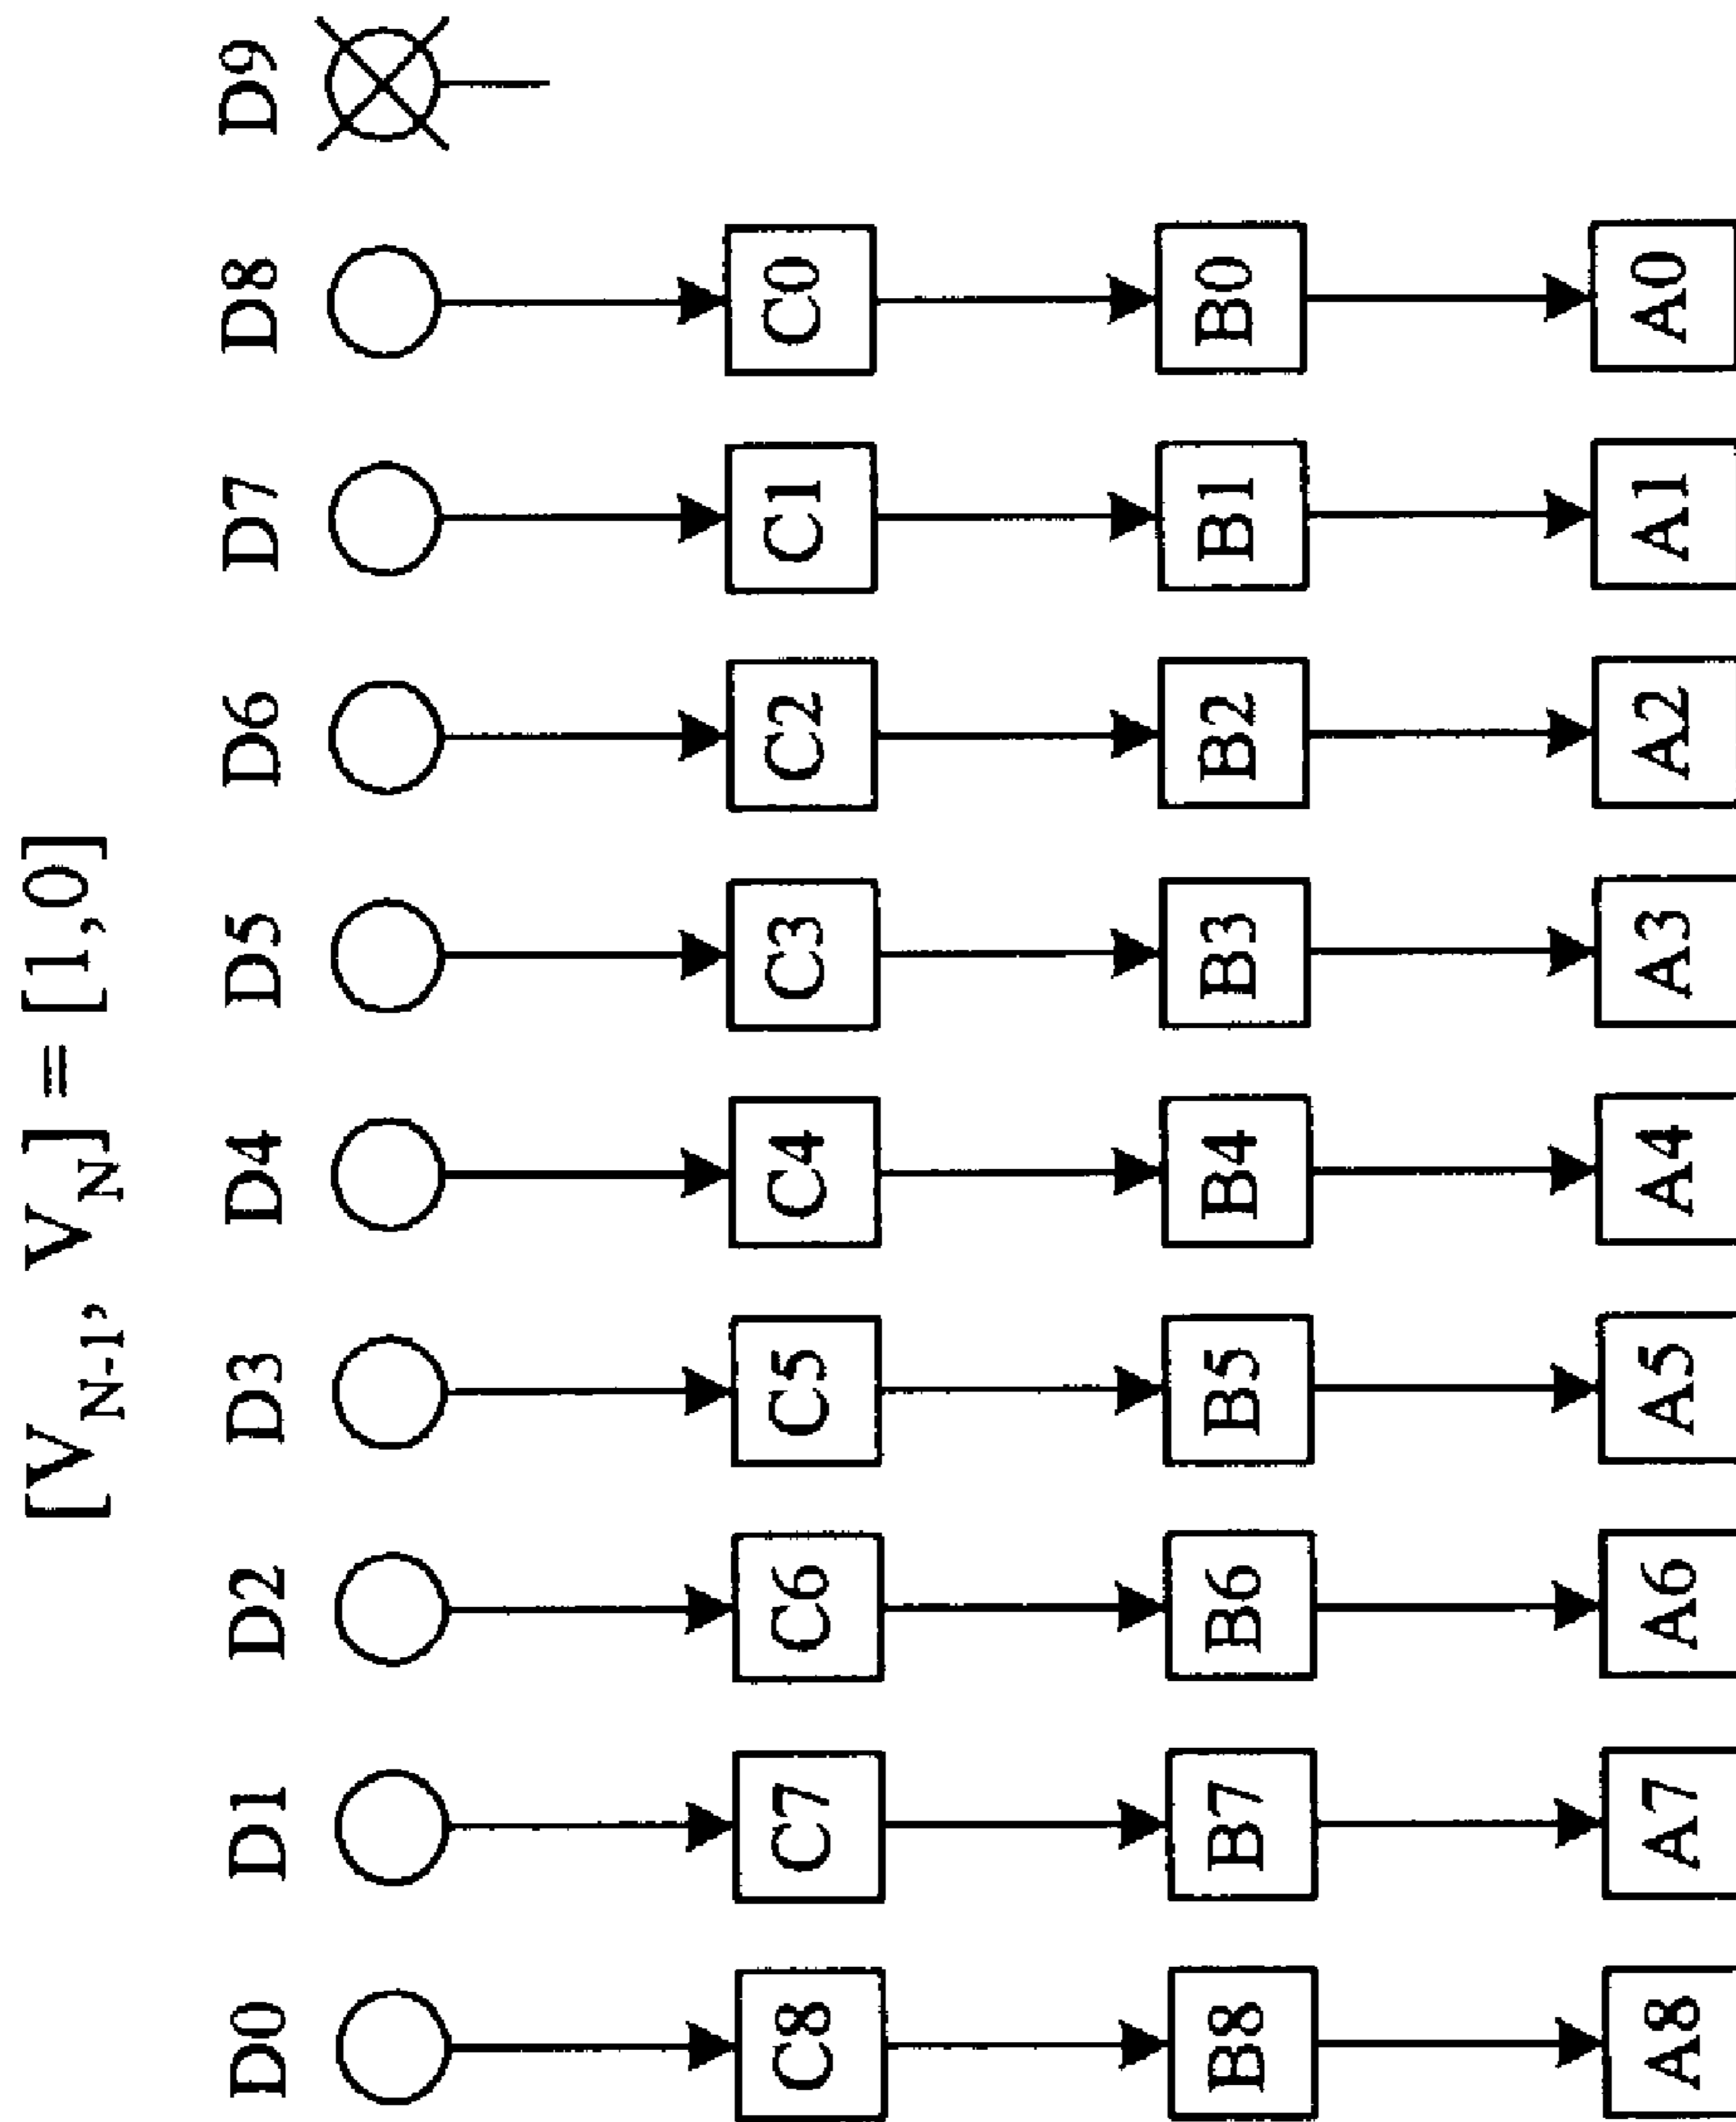 [V_{N-1}, V_N] = [1,0]
D0 D1 D2 D3 D4 D5 D6 D7 D8 D9
C8 C7 C6 C5 C4 C3 C2 C1 C0
B8 B7 B6 B5 B4 B3 B2 B1 B0
A8 A7 A6 A5 A4 A3 A2 A1 A0